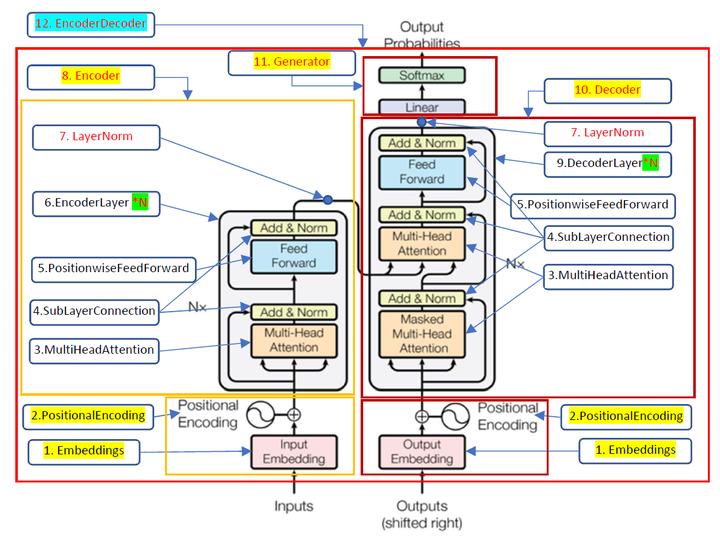 12. EncoderDecoder
Output
Probabilities
11. Generator
8. Encoder
Softmax
10. Decoder
Linear
7. LayerNorm
7. LayerNorm
Add & Norm
9.DecoderLayer*N
Feed
Forward
6.EncoderLayer *N
5.PositionwiseFeedForward
Add & Norm
Add & Norm
4.SubLayerConnection
Multi-Head
Attention
Feed
Forward
5.PositionwiseFeedForward
Nx
3.MultiHeadAttention
Add & Norm
4.SubLayerConnection
Nx
Add & Norm
Masked
Multi-Head
Attention
Multi-Head
Attention
3.MultiHeadAttention
Positional
Encoding
Positional
Encoding
2.PositionalEncoding
2.PositionalEncoding
1. Embeddings
Input
Embedding
Output
Embedding
1. Embeddings
Inputs
Outputs
(shifted right)